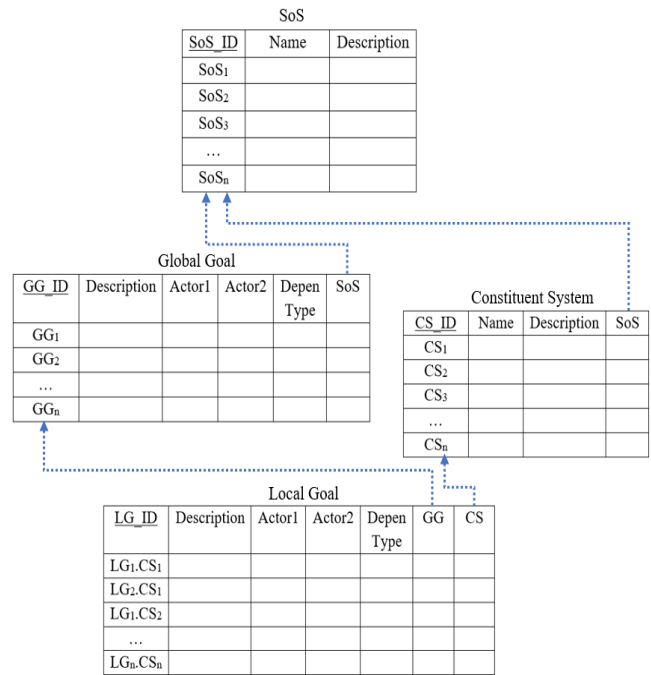 SoS
SoS_ID Name Description
SoS₁
SoS₂
SoS₃
…
SoSₙ
Global Goal
GG_ID Description Actor1 Actor2 Depen Type SoS
GG₁
GG₂
…
GGₙ
Constituent System
CS_ID Name Description SoS
CS₁
CS₂
CS₃
…
CSₙ
Local Goal
LG_ID Description Actor1 Actor2 Depen Type GG CS
LG₁.CS₁
LG₂.CS₁
LG₁.CS₂
…
LGₙ.CSₙ